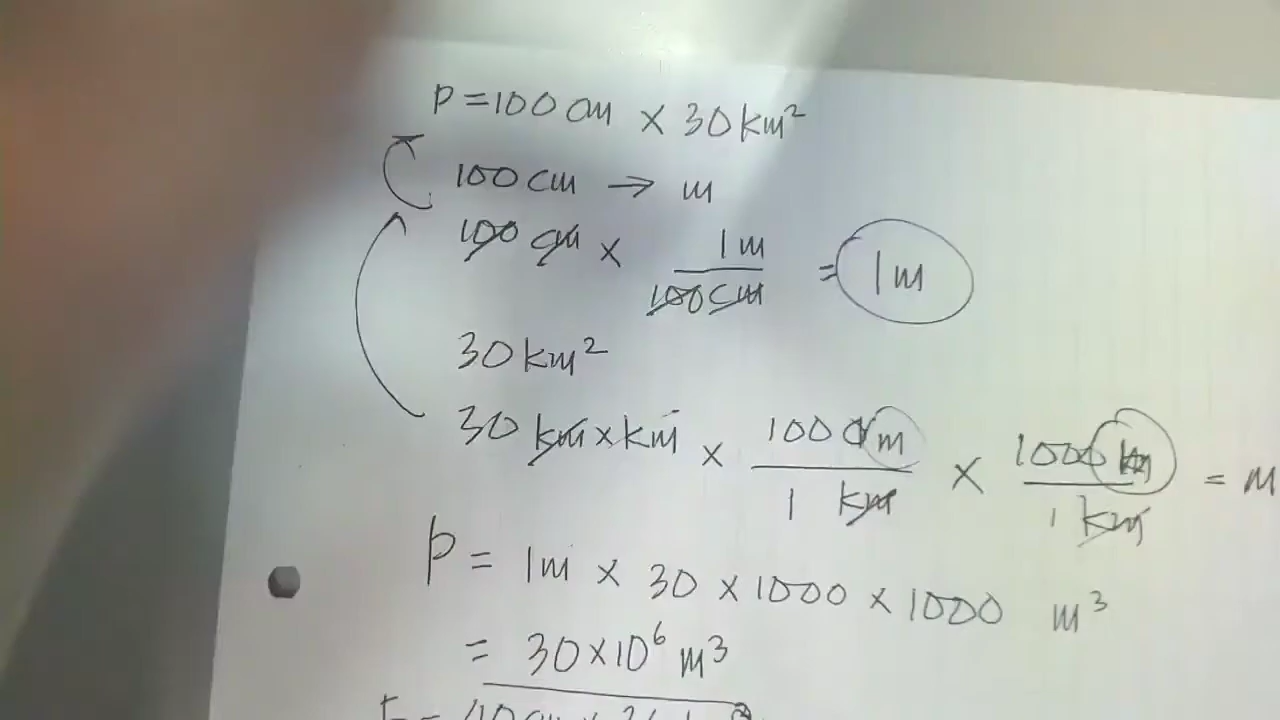 P = 100 cm × 30 km²
100 cm → m
100 cm × 1 m / 100 cm = 1 m
30 km²
30 km × km × 1000 m / 1 km × 1000 m / 1 km = m
P = 1m × 30 × 1000 × 1000 m³
= 30×10⁶ m³